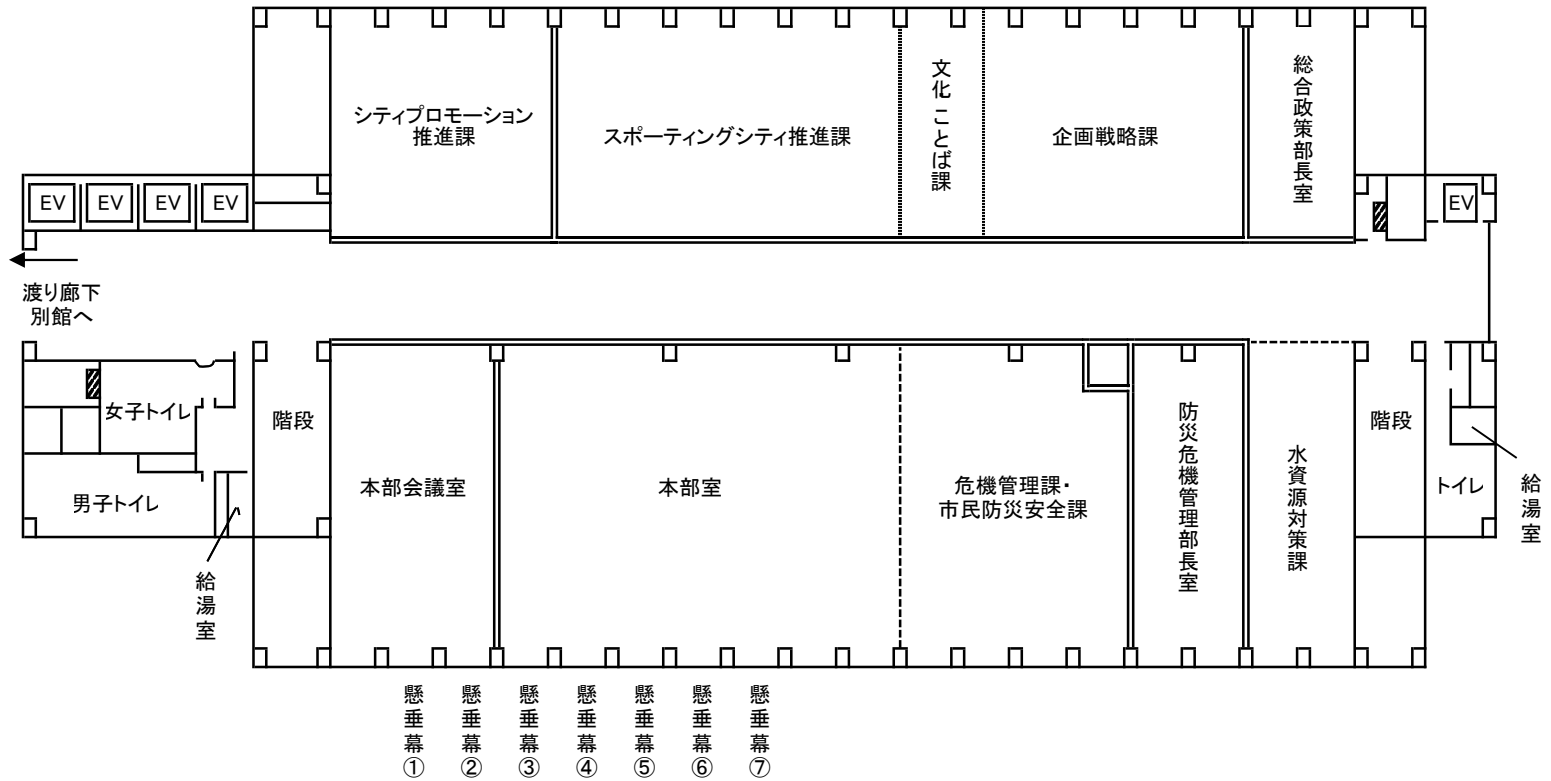 シティプロモーション
推進課
スポーティングシティ推進課
文化・ことば課
企画戦略課
総合政策部長室
EV
EV
EV
EV
EV
渡り廊下
別館へ
女子トイレ
男子トイレ
給湯室
階段
本部会議室
本部室
危機管理課・
市民防災安全課
防災危機管理部長室
水資源対策課
階段
トイレ
給湯室
懸垂幕①
懸垂幕②
懸垂幕③
懸垂幕④
懸垂幕⑤
懸垂幕⑥
懸垂幕⑦